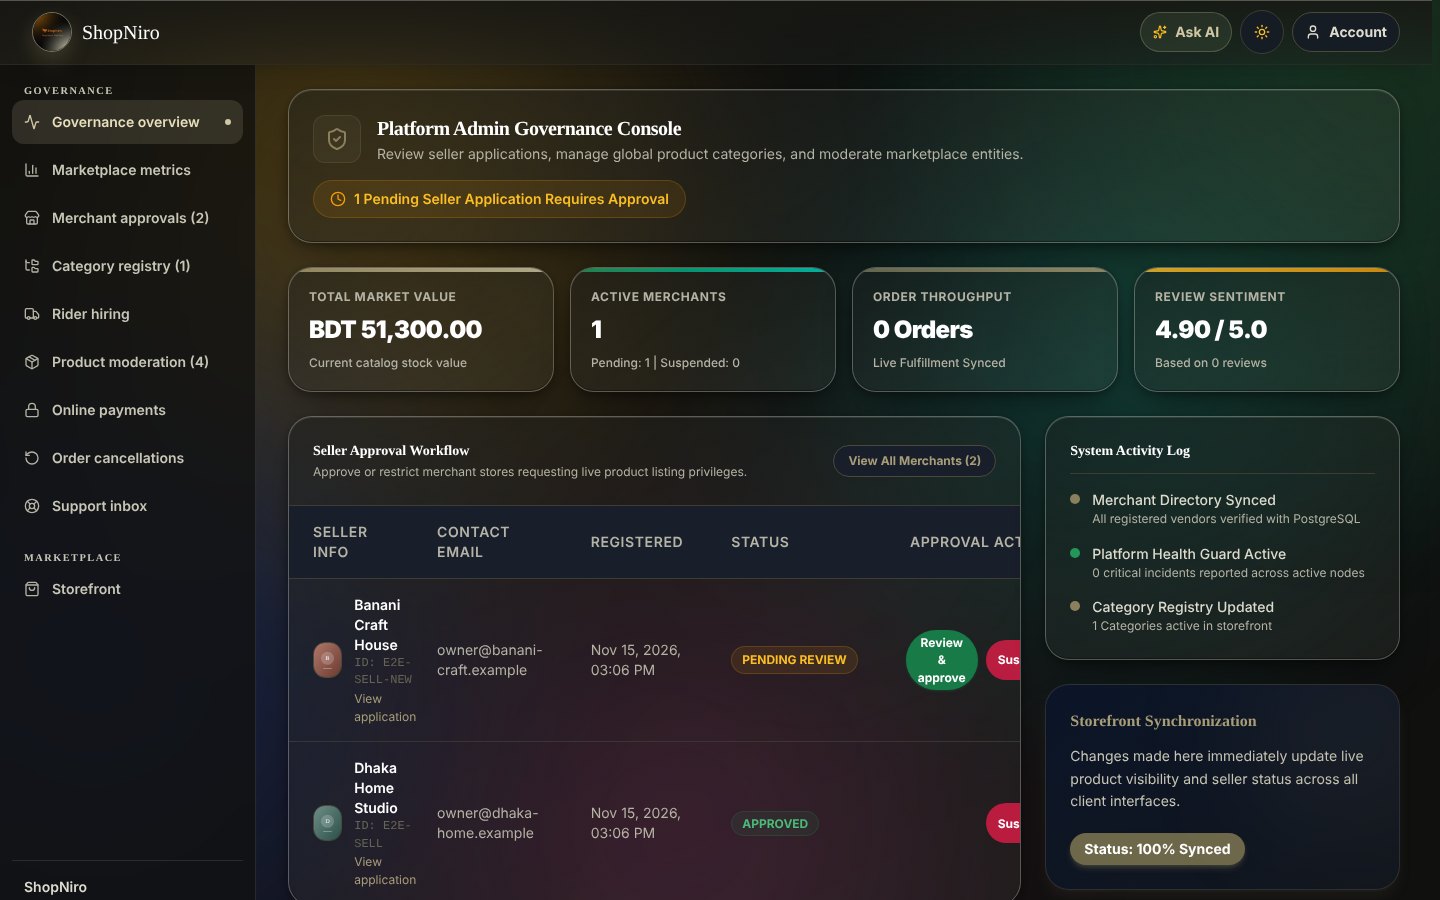 ShopNiro
Ask AI
Account
GOVERNANCE
Governance overview
Marketplace metrics
Merchant approvals (2)
Category registry (1)
Rider hiring
Product moderation (4)
Online payments
Order cancellations
Support inbox
MARKETPLACE
Storefront
ShopNiro
Platform Admin Governance Console
Review seller applications, manage global product categories, and moderate marketplace entities.
1 Pending Seller Application Requires Approval
TOTAL MARKET VALUE
BDT 51,300.00
Current catalog stock value
ACTIVE MERCHANTS
1
Pending: 1 | Suspended: 0
ORDER THROUGHPUT
0 Orders
Live Fulfillment Synced
REVIEW SENTIMENT
4.90 / 5.0
Based on 0 reviews
Seller Approval Workflow
Approve or restrict merchant stores requesting live product listing privileges.
View All Merchants (2)
SELLER
INFO
CONTACT
EMAIL
REGISTERED
STATUS
APPROVAL ACT
Banani
Craft
House
ID: E2E-
SELL-NEW
View
application
owner@banani-
craft.example
Nov 15, 2026,
03:06 PM
PENDING REVIEW
Review
&
approve
Sus
Dhaka
Home
Studio
ID: E2E-
SELL
View
application
owner@dhaka-
home.example
Nov 15, 2026,
03:06 PM
APPROVED
Sus
System Activity Log
Merchant Directory Synced
All registered vendors verified with PostgreSQL
Platform Health Guard Active
0 critical incidents reported across active nodes
Category Registry Updated
1 Categories active in storefront
Storefront Synchronization
Changes made here immediately update live
product visibility and seller status across all
client interfaces.
Status: 100% Synced